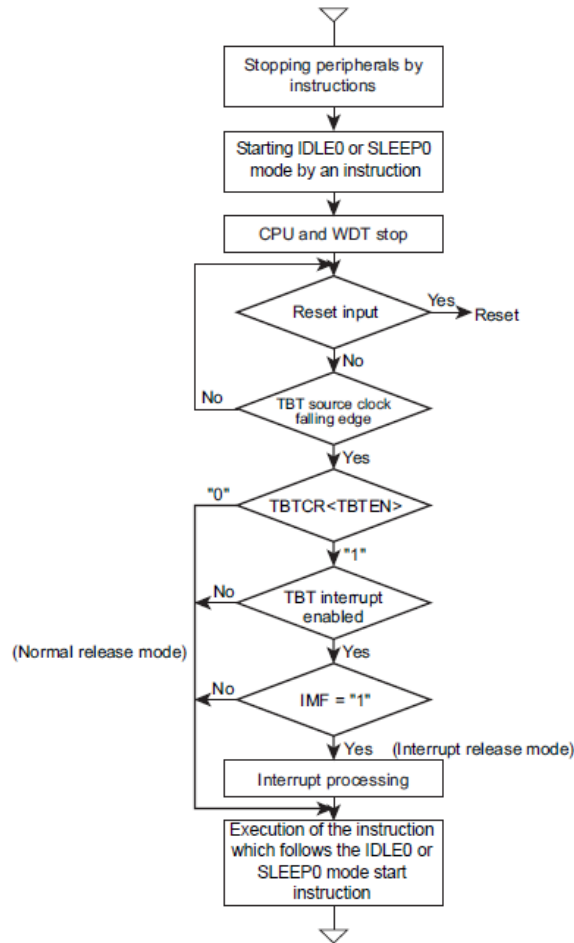 Stopping peripherals by
instructions
Starting IDLE0 or SLEEP0
mode by an instruction
CPU and WDT stop
Reset input
Yes
Reset
No
No
TBT source clock
falling edge
Yes
"0"
TBTCR<TBTEN>
"1"
No
TBT interrupt
enabled
(Normal release mode)
Yes
No
IMF = "1"
Yes (Interrupt release mode)
Interrupt processing
Execution of the instruction
which follows the IDLE0 or
SLEEP0 mode start
instruction